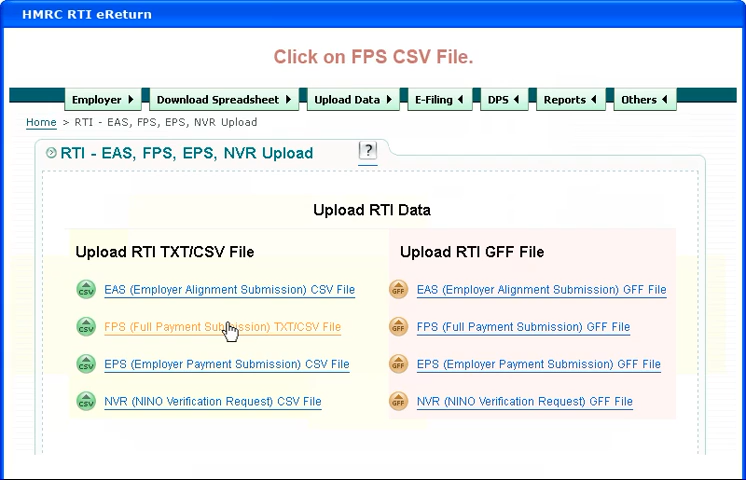 HMRC RTI eReturn
Click on FPS CSV File.
Employer Download Spreadsheet Upload Data E-Filing DPS Reports Others
Home > RTI - EAS, FPS, EPS, NVR Upload
RTI - EAS, FPS, EPS, NVR Upload ?
Upload RTI Data
Upload RTI TXT/CSV File
CSV EAS (Employer Alignment Submission) CSV File
CSV FPS (Full Payment Submission) TXT/CSV File
CSV EPS (Employer Payment Submission) CSV File
CSV NVR (NINO Verification Request) CSV File
Upload RTI GFF File
GFF EAS (Employer Alignment Submission) GFF File
GFF FPS (Full Payment Submission) GFF File
GFF EPS (Employer Payment Submission) GFF File
GFF NVR (NINO Verification Request) GFF File